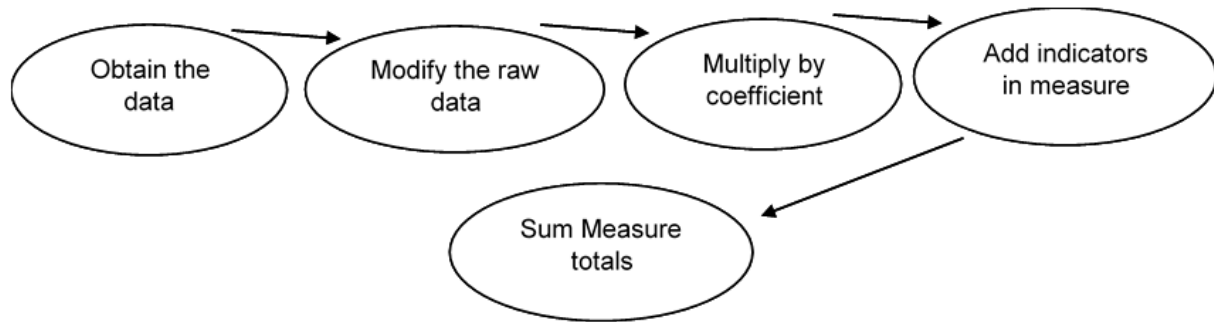 Obtain the
data
Modify the raw
data
Multiply by
coefficient
Add indicators
in measure
Sum Measure
totals